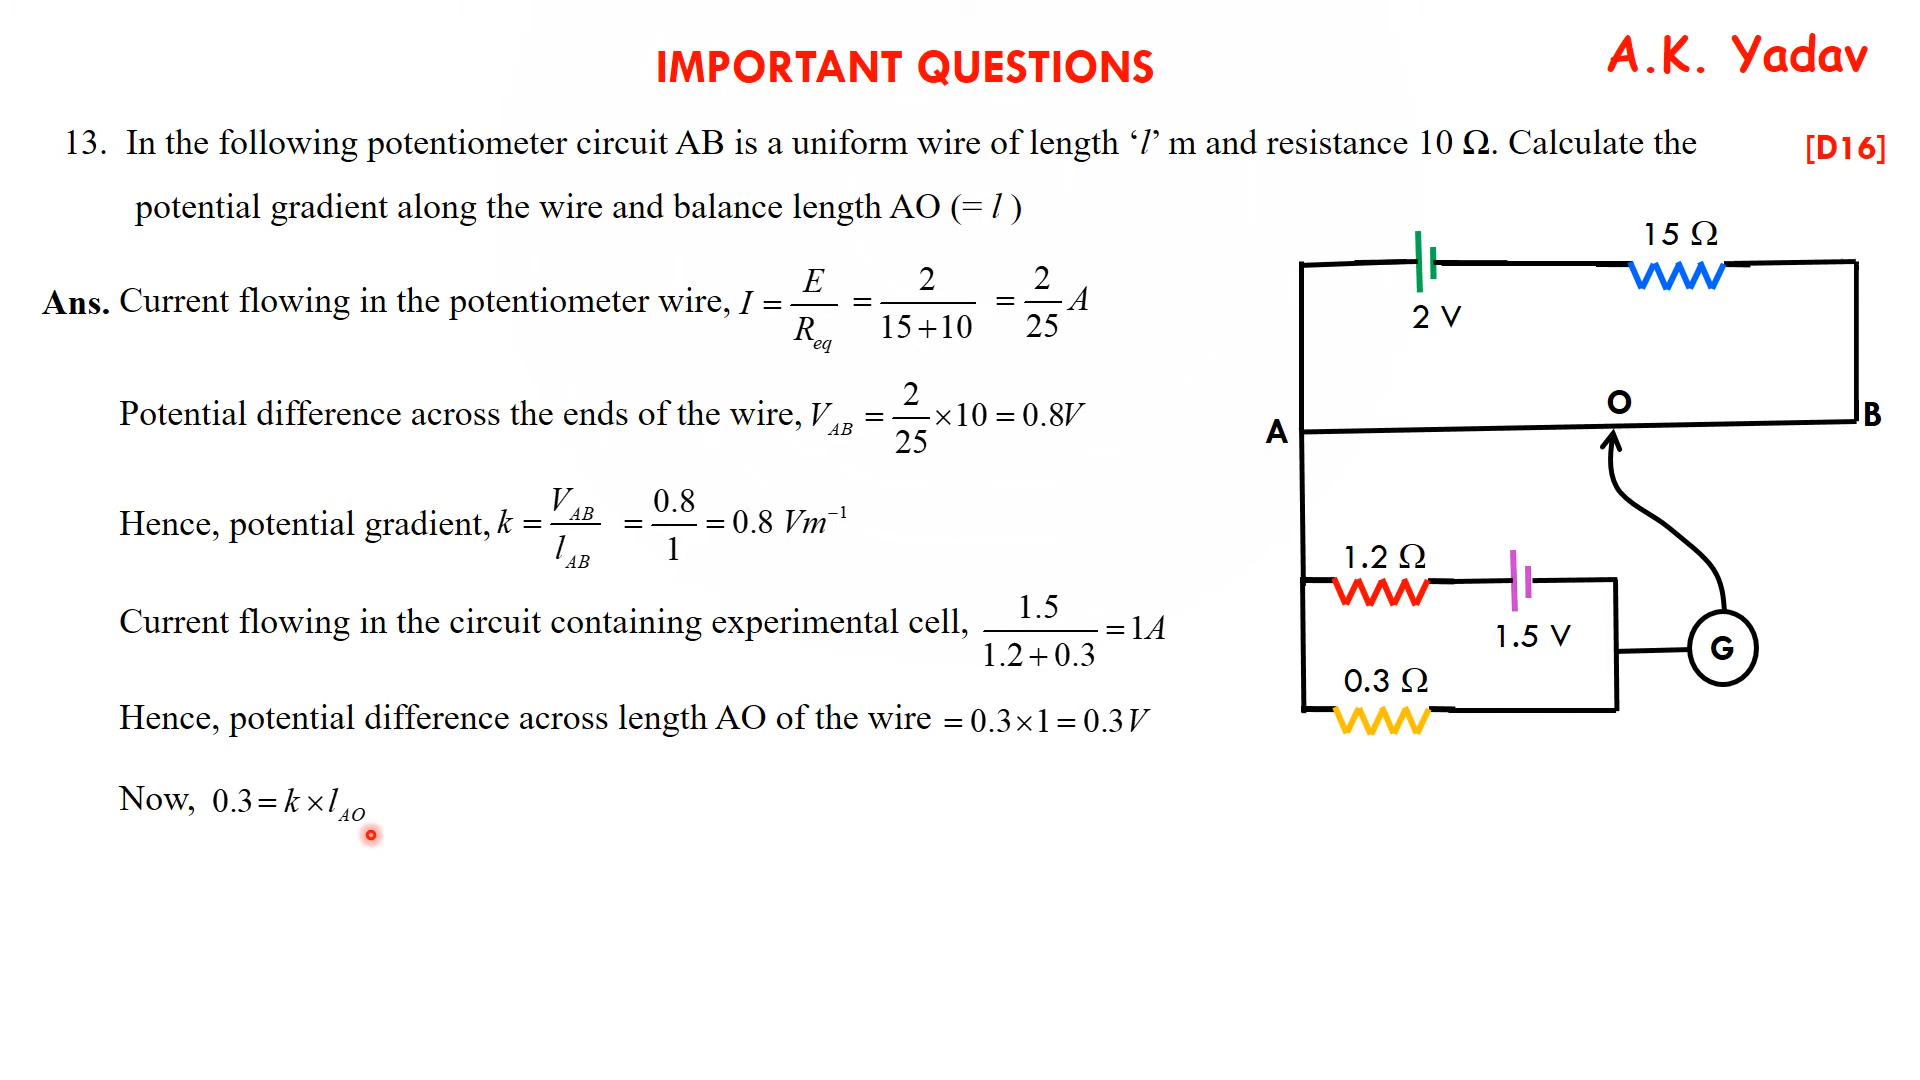 IMPORTANT QUESTIONS
A.K. Yadav
13. In the following potentiometer circuit AB is a uniform wire of length ‘l’ m and resistance 10 Ω. Calculate the [D16]
potential gradient along the wire and balance length AO (= l )
Ans. Current flowing in the potentiometer wire, I = E/R_eq = 2/(15+10) = 2/25 A
Potential difference across the ends of the wire, V_AB = 2/25 ×10 = 0.8V
Hence, potential gradient, k = V_AB/l_AB = 0.8/1 = 0.8 Vm⁻¹
Current flowing in the circuit containing experimental cell, 1.5/(1.2+0.3) = 1A
Hence, potential difference across length AO of the wire = 0.3×1 = 0.3V
Now, 0.3 = k × l_AO
15 Ω
2 V
O
A
B
1.2 Ω
1.5 V
G
0.3 Ω